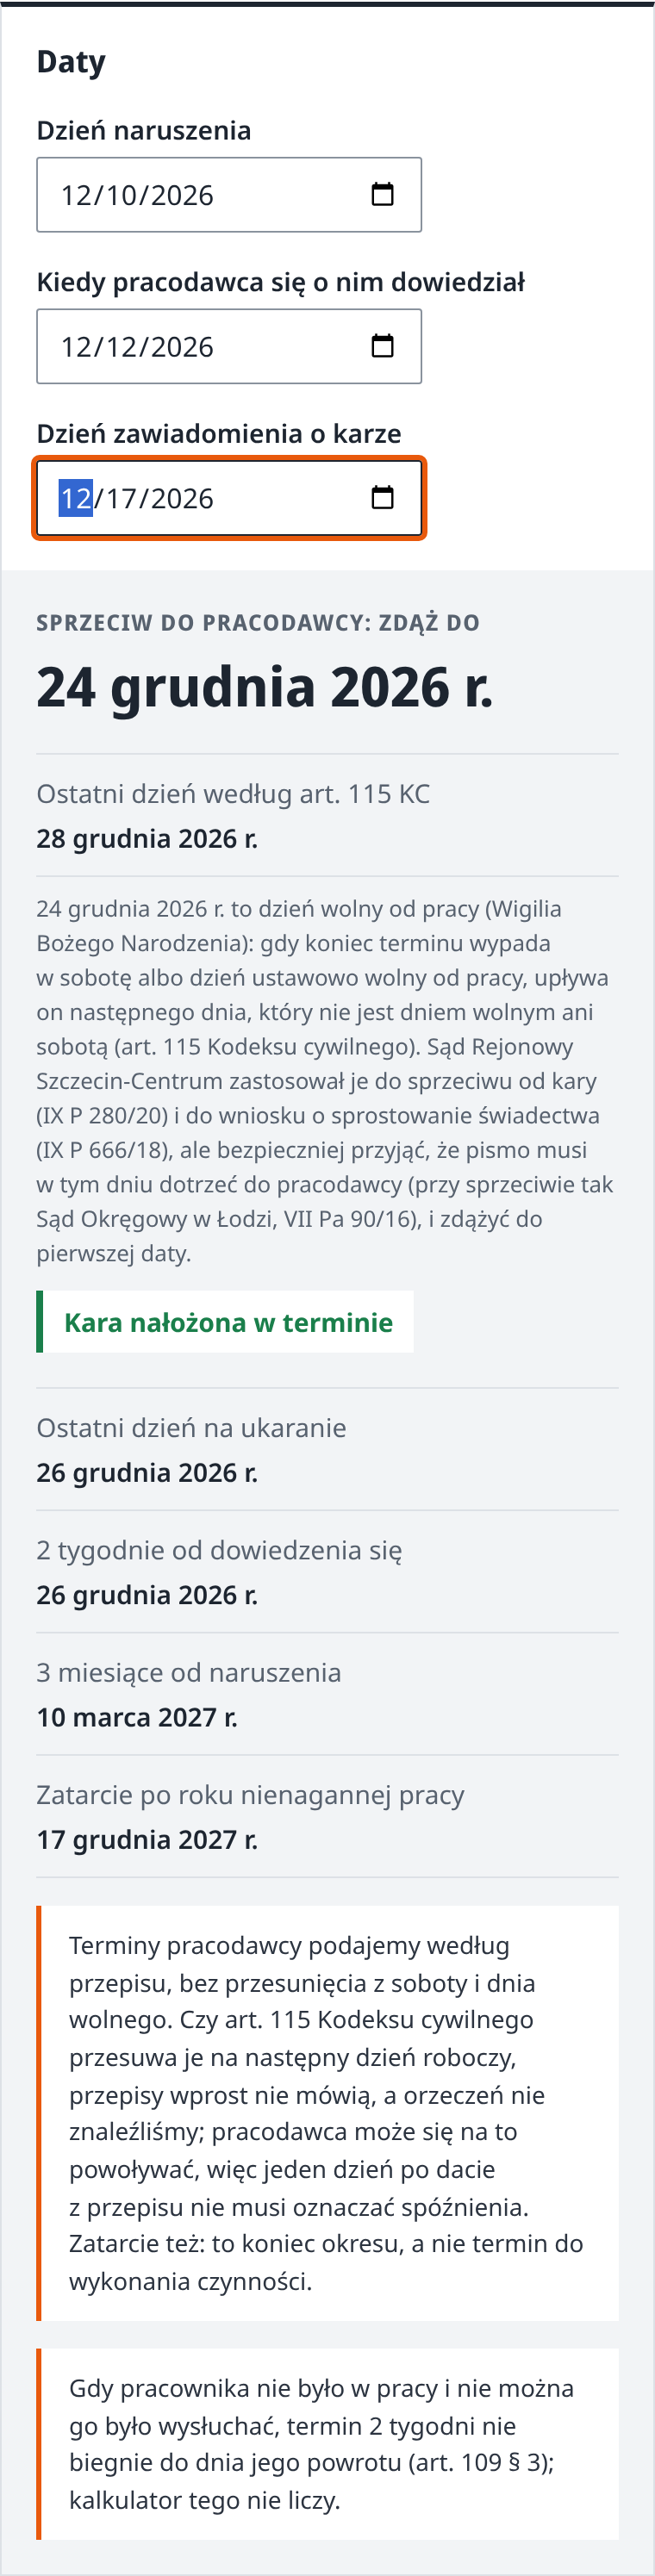 Daty
Dzień naruszenia
12/10/2026
Kiedy pracodawca się o nim dowiedział
12/12/2026
Dzień zawiadomienia o karze
12/17/2026
SPRZECIW DO PRACODAWCY: ZDĄŻ DO
24 grudnia 2026 r.
Ostatni dzień według art. 115 KC
28 grudnia 2026 r.
24 grudnia 2026 r. to dzień wolny od pracy (Wigilia
Bożego Narodzenia): gdy koniec terminu wypada
w sobotę albo dzień ustawowo wolny od pracy, upływa
on następnego dnia, który nie jest dniem wolnym ani
sobotą (art. 115 Kodeksu cywilnego). Sąd Rejonowy
Szczecin-Centrum zastosował je do sprzeciwu od kary
(IX P 280/20) i do wniosku o sprostowanie świadectwa
(IX P 666/18), ale bezpieczniej przyjąć, że pismo musi
w tym dniu dotrzeć do pracodawcy (przy sprzeciwie tak
Sąd Okręgowy w Łodzi, VII Pa 90/16), i zdążyć do
pierwszej daty.
Kara nałożona w terminie
Ostatni dzień na ukaranie
26 grudnia 2026 r.
2 tygodnie od dowiedzenia się
26 grudnia 2026 r.
3 miesiące od naruszenia
10 marca 2027 r.
Zatarcie po roku nienagannej pracy
17 grudnia 2027 r.
Terminy pracodawcy podajemy według
przepisu, bez przesunięcia z soboty i dnia
wolnego. Czy art. 115 Kodeksu cywilnego
przesuwa je na następny dzień roboczy,
przepisy wprost nie mówią, a orzeczeń nie
znaleźliśmy; pracodawca może się na to
powoływać, więc jeden dzień po dacie
z przepisu nie musi oznaczać spóźnienia.
Zatarcie też: to koniec okresu, a nie termin do
wykonania czynności.
Gdy pracownika nie było w pracy i nie można
go było wysłuchać, termin 2 tygodni nie
biegnie do dnia jego powrotu (art. 109 § 3);
kalkulator tego nie liczy.